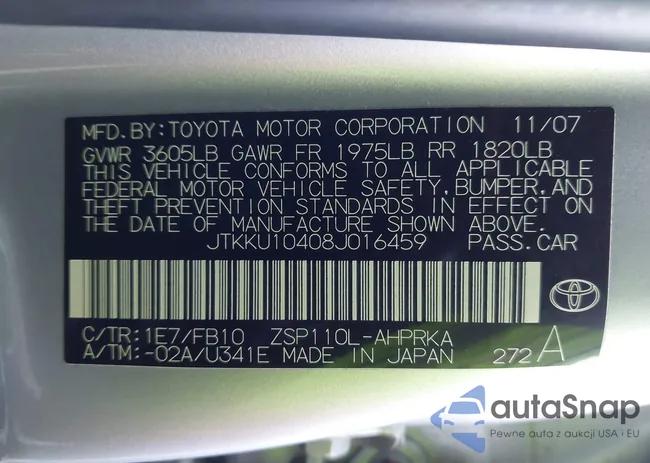 MFD.BY:TOYOTA MOTOR CORPORATION 11/07
GVWR 3605LB GAWR FR 1975LB RR 1820LB
THIS VEHICLE CONFORMS TO ALL APPLICABLE
FEDERAL MOTOR VEHICLE SAFETY,BUMPER,AND
THEFT PREVENTION STANDARDS IN EFFECT ON
THE DATE OF MANUFACTURE SHOWN ABOVE.
JTKKU10408J016459 PASS.CAR
C/TR:1E7/FB10 ZSP110L-AHPRKA
A/TM:-02A/U341E MADE IN JAPAN 272 A
autaSnap
Pewne auta z aukcji USA i EU